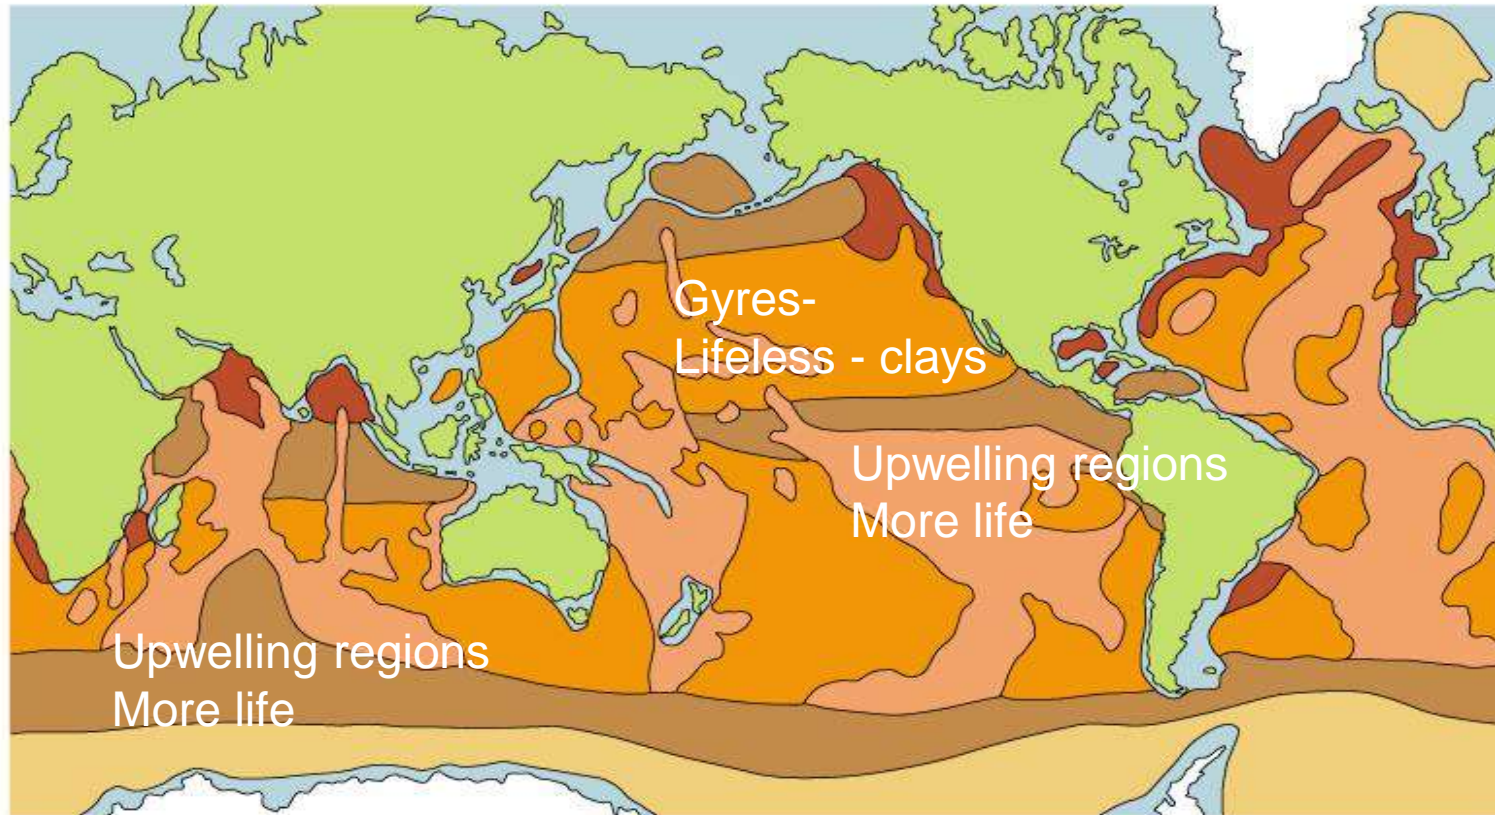 Gyres-
Lifeless - clays
Upwelling regions
More life
Upwelling regions
More life